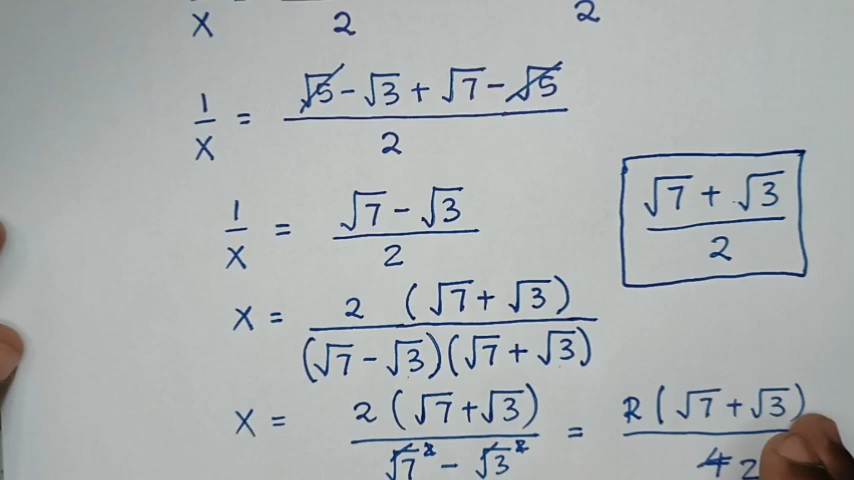 x 2 2
1/x = (√5 - √3 + √7 - √5)/2
1/x = (√7 - √3)/2
(√7 + √3)/2
x = 2 (√7 + √3)/(√7 - √3)(√7 + √3)
x = 2(√7 + √3)/(√7² - √3²) = 2(√7 + √3)/4 2